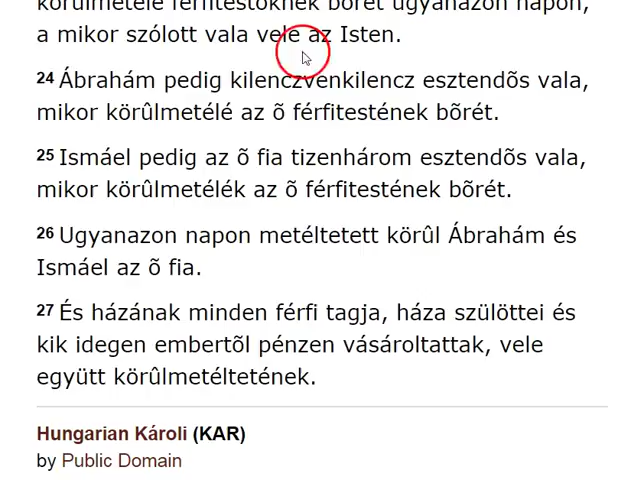 körûlmetélé férfitestöknek bõrét ugyanazon napon,
a mikor szólott vala vele az Isten.
24 Ábrahám pedig kilenczvenkilencz esztendõs vala,
mikor körûlmetélé az õ férfitestének bõrét.
25 Ismáel pedig az õ fia tizenhárom esztendõs vala,
mikor körûlmetélék az õ férfitestének bõrét.
26 Ugyanazon napon metéltetett körûl Ábrahám és
Ismáel az õ fia.
27 És házának minden férfi tagja, háza szülöttei és
kik idegen embertõl pénzen vásároltattak, vele
együtt körûlmetéltetének.
Hungarian Károli (KAR)
by Public Domain